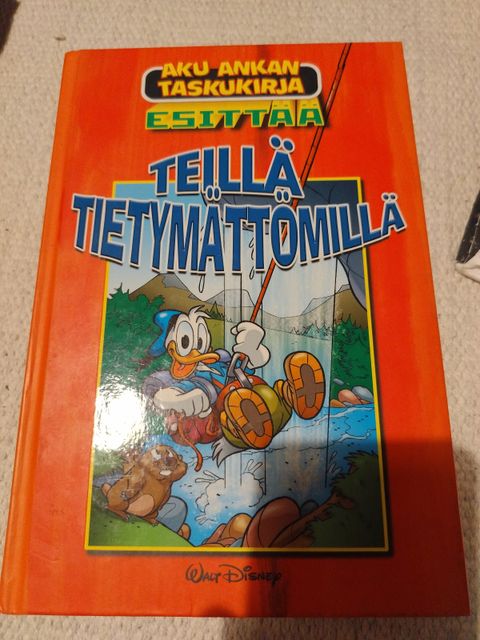 AKU ANKAN
TASKUKIRJA
ESITTÄÄ
TEILLÄ
TIETYMÄTTÖMILLÄ
WALT DISNEY